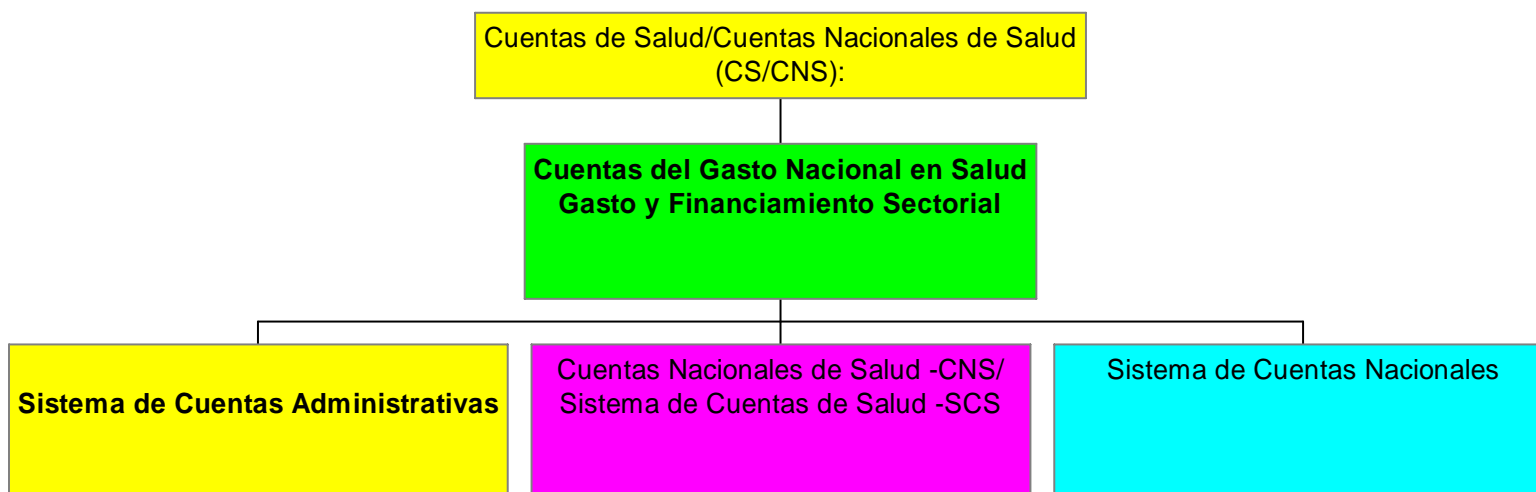 Cuentas de Salud/Cuentas Nacionales de Salud
(CS/CNS):
Cuentas del Gasto Nacional en Salud
Gasto y Financiamiento Sectorial
Sistema de Cuentas Administrativas
Cuentas Nacionales de Salud -CNS/
Sistema de Cuentas de Salud -SCS
Sistema de Cuentas Nacionales